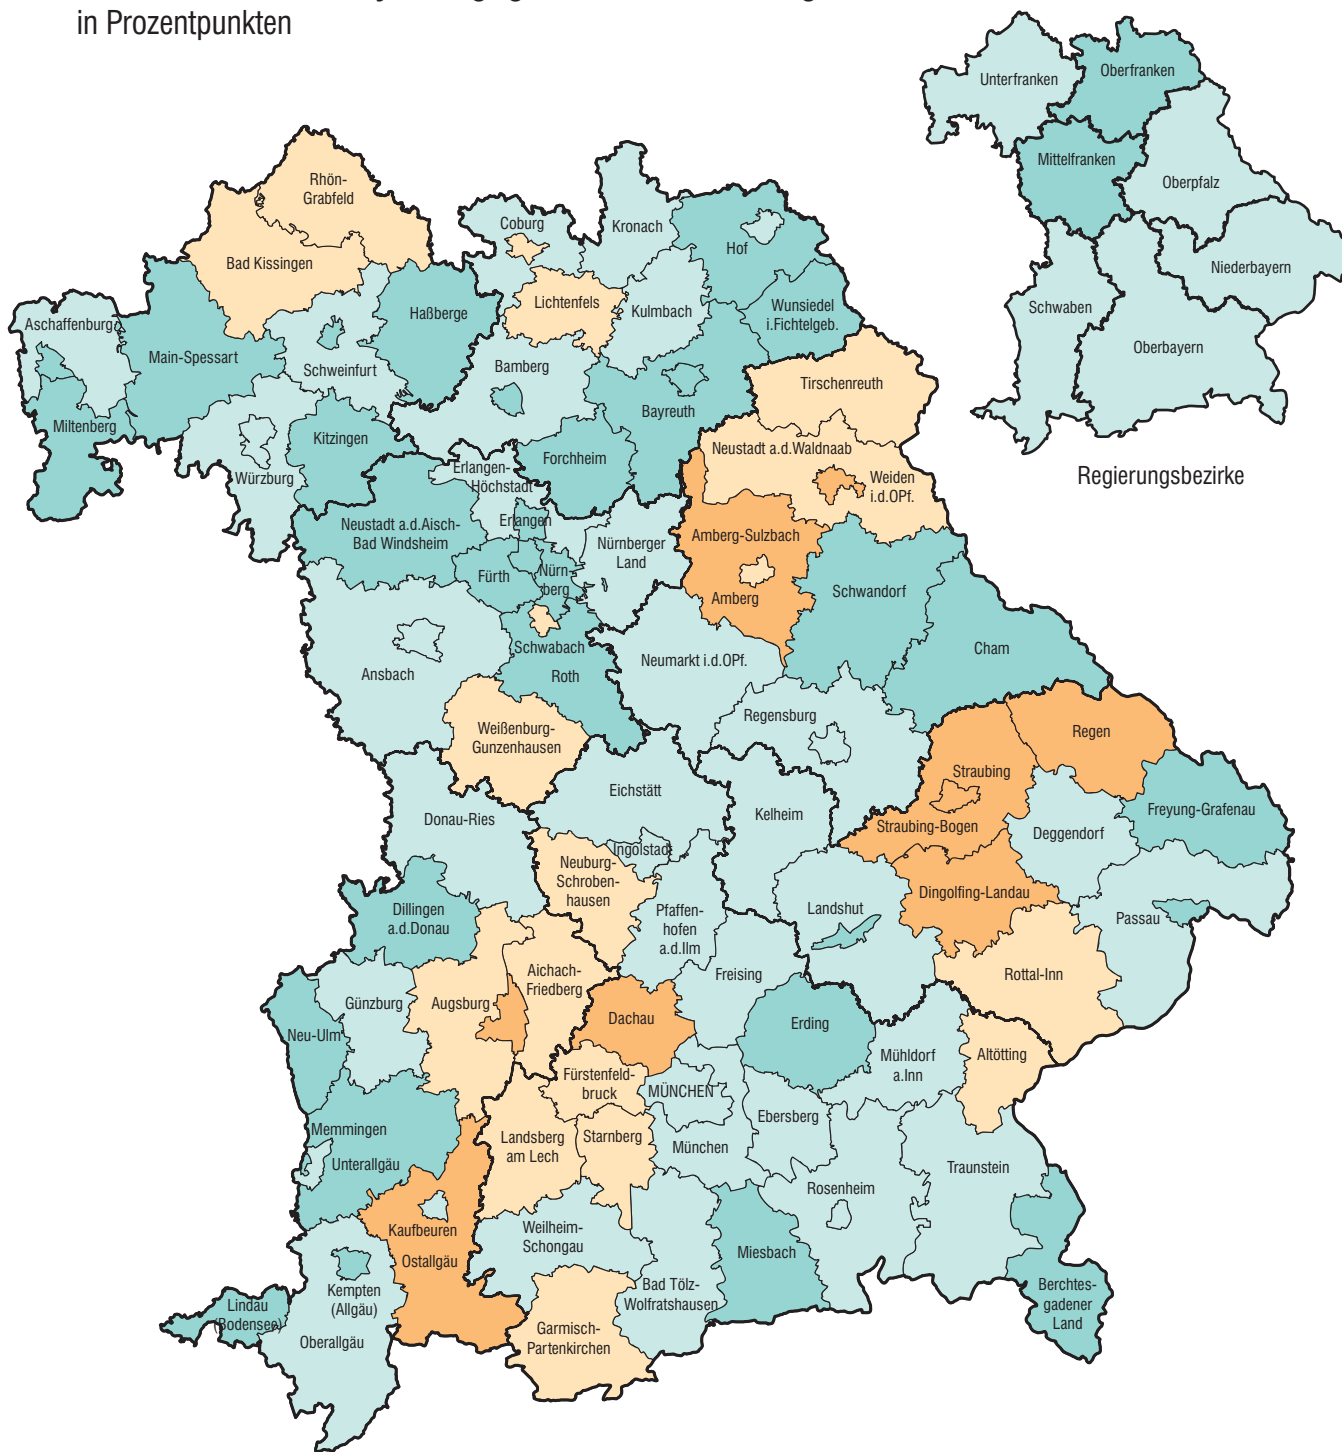 in Prozentpunkten
Unterfranken
Oberfranken
Mittelfranken
Oberpfalz
Niederbayern
Schwaben
Oberbayern
Regierungsbezirke
Rhön-
Grabfeld
Bad Kissingen
Coburg
Kronach
Hof
Lichtenfels
Kulmbach
Wunsiedel
i.Fichtelgeb.
Haßberge
Aschaffenburg
Main-Spessart
Schweinfurt
Bamberg
Tirschenreuth
Miltenberg
Bayreuth
Kitzingen
Forchheim
Neustadt a.d.Waldnaab
Würzburg
Erlangen-
Höchstadt
Weiden
i.d.OPf.
Neustadt a.d.Aisch-
Bad Windsheim
Erlangen
Nürnberger
Land
Amberg-Sulzbach
Fürth
Nürn-
berg
Amberg
Schwandorf
Schwabach
Roth
Neumarkt i.d.OPf.
Cham
Ansbach
Regensburg
Weißenburg-
Gunzenhausen
Regen
Straubing
Eichstätt
Kelheim
Freyung-Grafenau
Donau-Ries
Straubing-Bogen
Deggendorf
Ingolstadt
Neuburg-
Schroben-
hausen
Dingolfing-Landau
Dillingen
a.d.Donau
Pfaffen-
hofen
a.d.Ilm
Landshut
Passau
Aichach-
Friedberg
Freising
Rottal-Inn
Günzburg
Augsburg
Dachau
Erding
Neu-Ulm
Mühldorf
a.Inn
Altötting
Fürstenfeld-
bruck
MÜNCHEN
Ebersberg
Memmingen
Landsberg
am Lech
Starnberg
München
Unterallgäu
Traunstein
Rosenheim
Kaufbeuren
Ostallgäu
Weilheim-
Schongau
Miesbach
Bad Tölz-
Wolfratshausen
Berchtes-
gadener
Land
Kempten
(Allgäu)
Lindau
(Bodensee)
Oberallgäu
Garmisch-
Partenkirchen